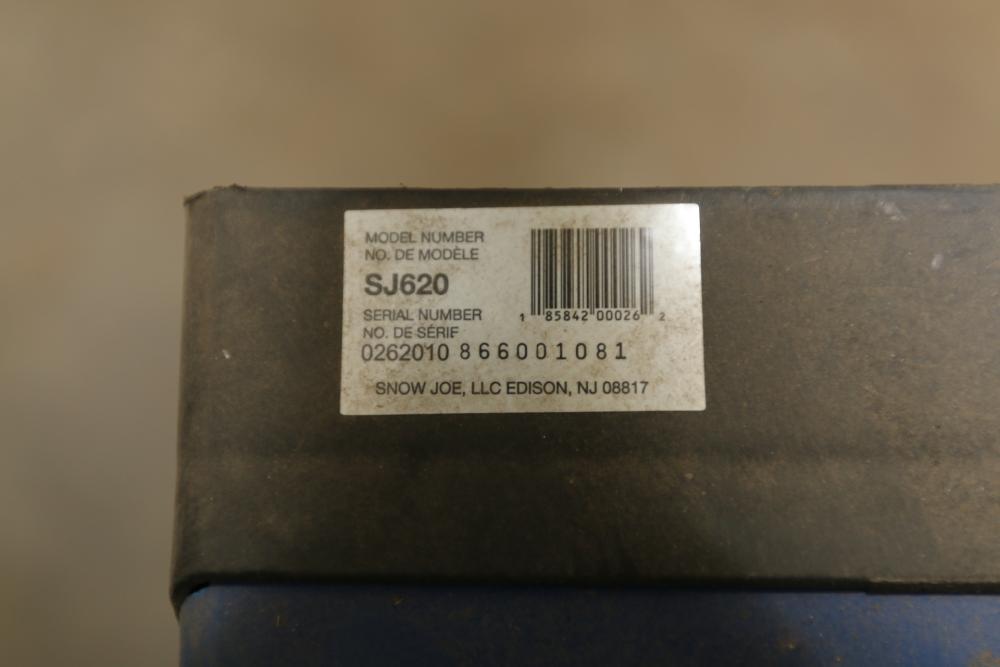 MODEL NUMBER
NO. DE MODÈLE
SJ620
SERIAL NUMBER
NO. DE SÉRIF
0262010 866001081
1 85842 00026 2
SNOW JOE, LLC EDISON, NJ 08817